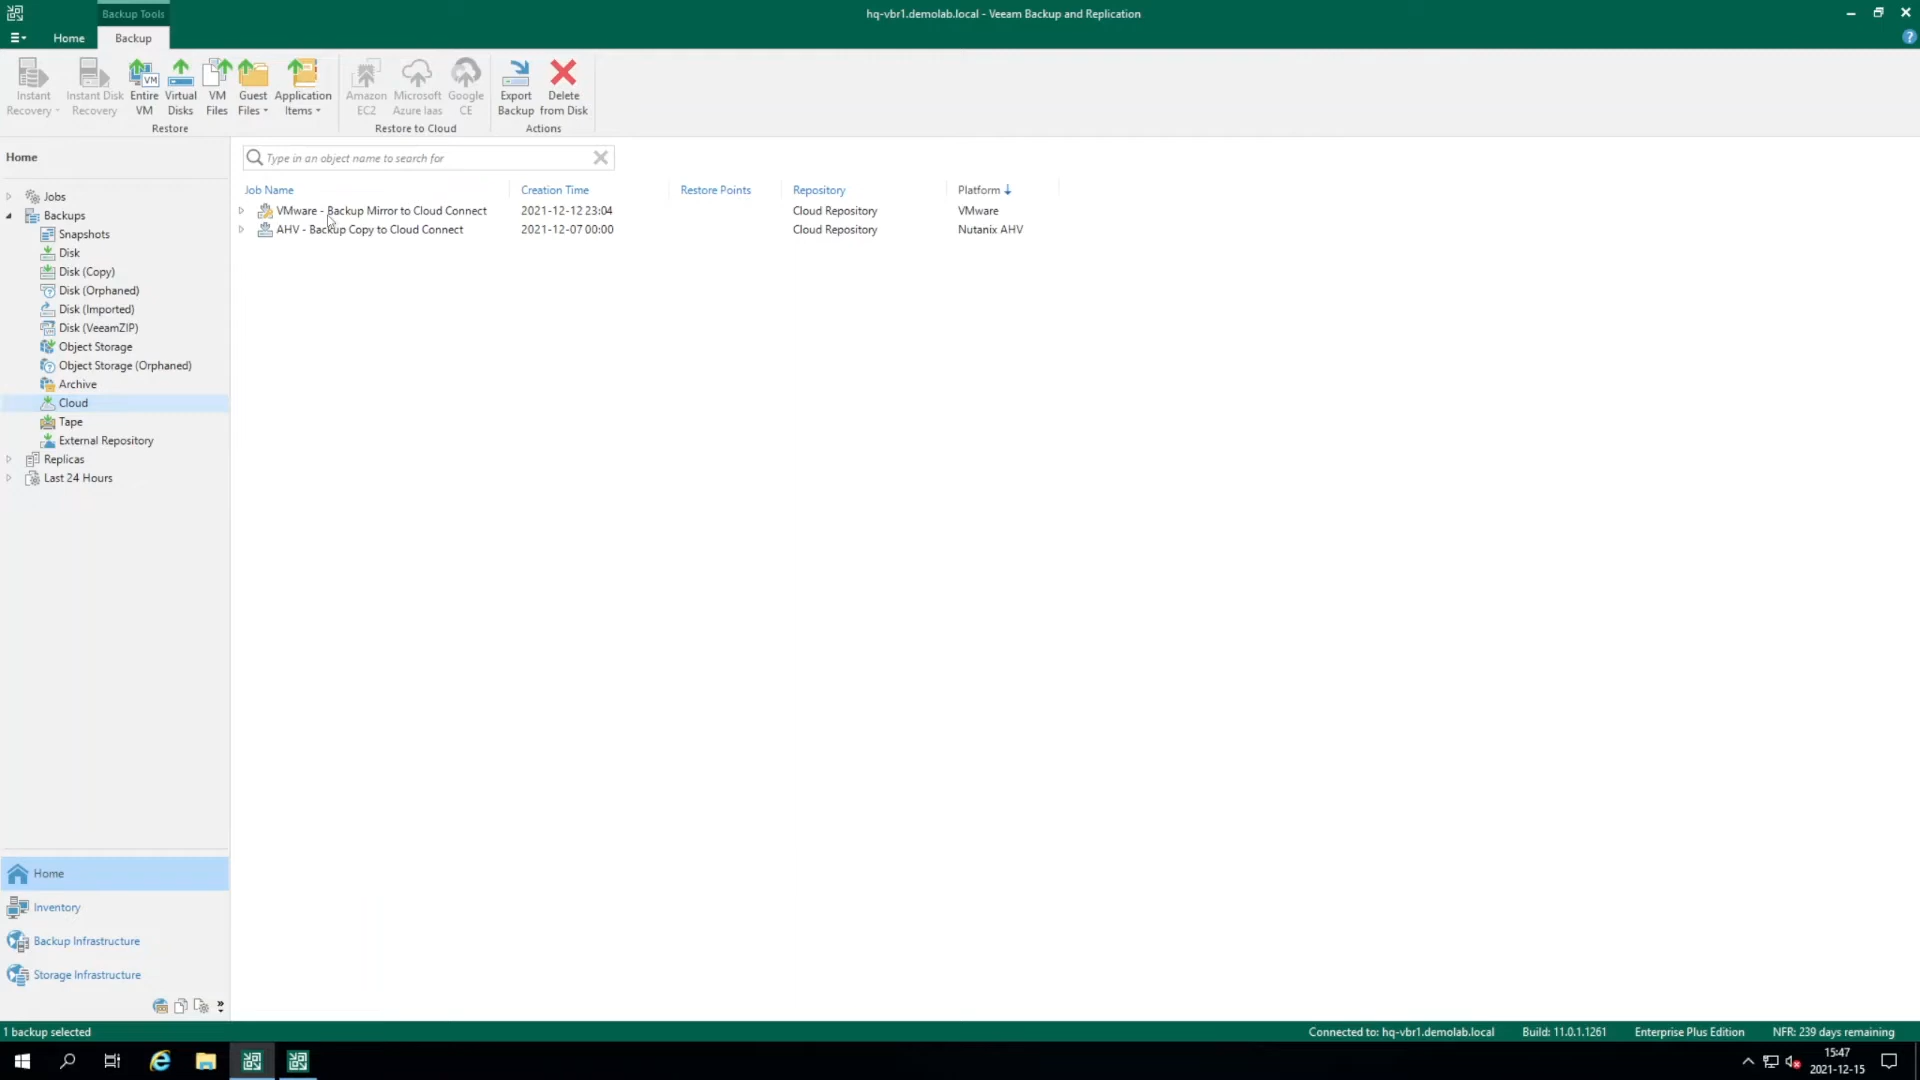 Backup Tools
hq-vbr1.demolab.local - Veeam Backup and Replication
Home
Backup
Instant Recovery
Instant Disk Recovery
Entire VM
Virtual Disks
VM Files
Guest Files
Application Items
Restore
Amazon EC2
Microsoft Azure Iaas
Google CE
Restore to Cloud
Export Backup
Delete from Disk
Actions
Home
Type in an object name to search for
Jobs
Backups
Snapshots
Disk
Disk (Copy)
Disk (Orphaned)
Disk (Imported)
Disk (VeeamZIP)
Object Storage
Object Storage (Orphaned)
Archive
Cloud
Tape
External Repository
Replicas
Last 24 Hours
Job Name Creation Time Restore Points Repository Platform
VMware - Backup Mirror to Cloud Connect 2021-12-12 23:04 Cloud Repository VMware
AHV - Backup Copy to Cloud Connect 2021-12-07 00:00 Cloud Repository Nutanix AHV
Home
Inventory
Backup Infrastructure
Storage Infrastructure
1 backup selected
Connected to: hq-vbr1.demolab.local Build: 11.0.1.1261 Enterprise Plus Edition NFR: 239 days remaining
15:47
2021-12-15